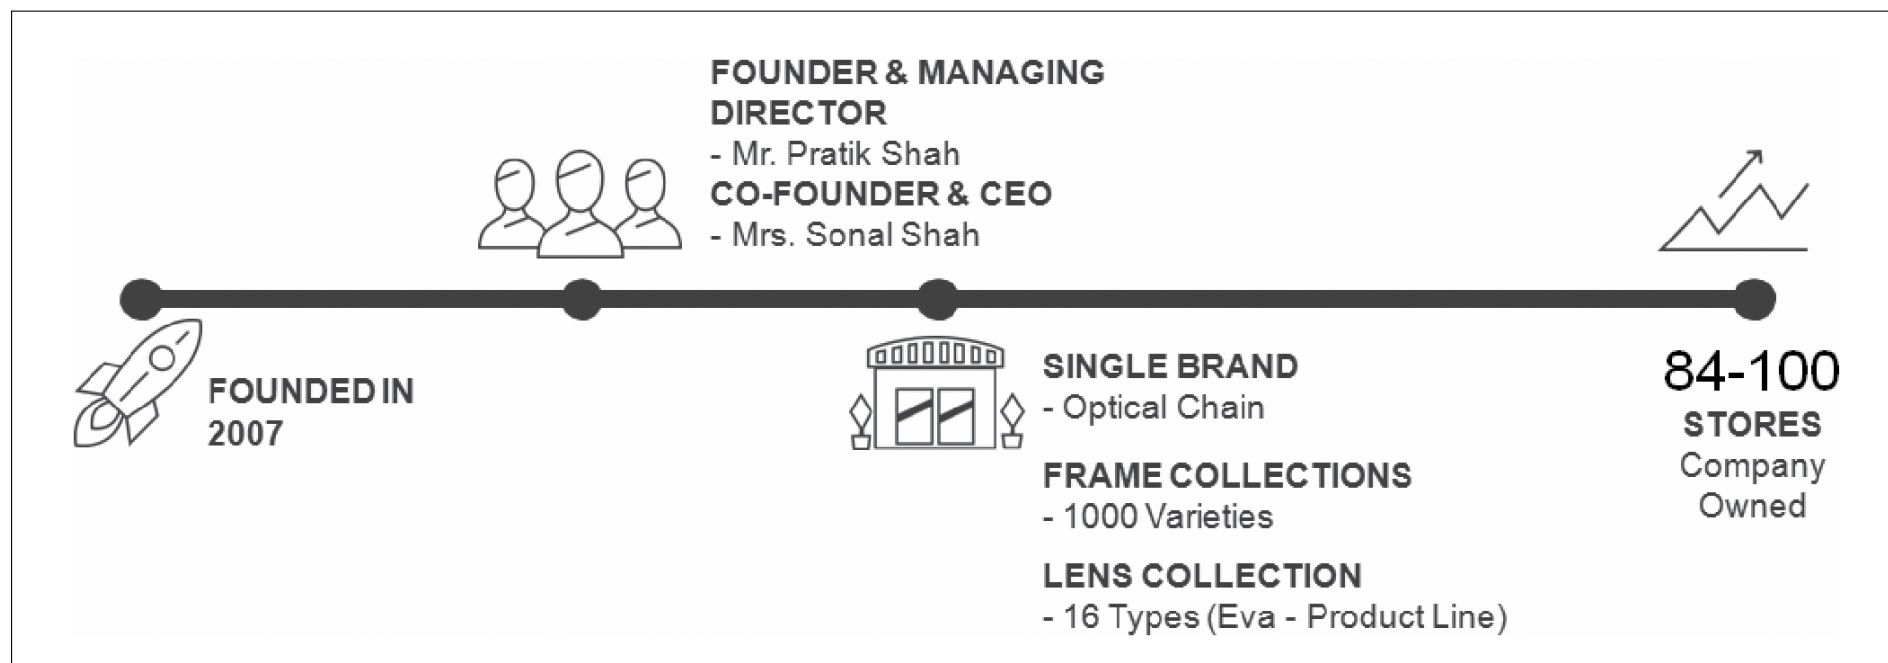 FOUNDER & MANAGING
DIRECTOR
- Mr. Pratik Shah
CO-FOUNDER & CEO
- Mrs. Sonal Shah
FOUNDED IN
2007
SINGLE BRAND
- Optical Chain
FRAME COLLECTIONS
- 1000 Varieties
LENS COLLECTION
- 16 Types (Eva - Product Line)
84-100
STORES
Company
Owned